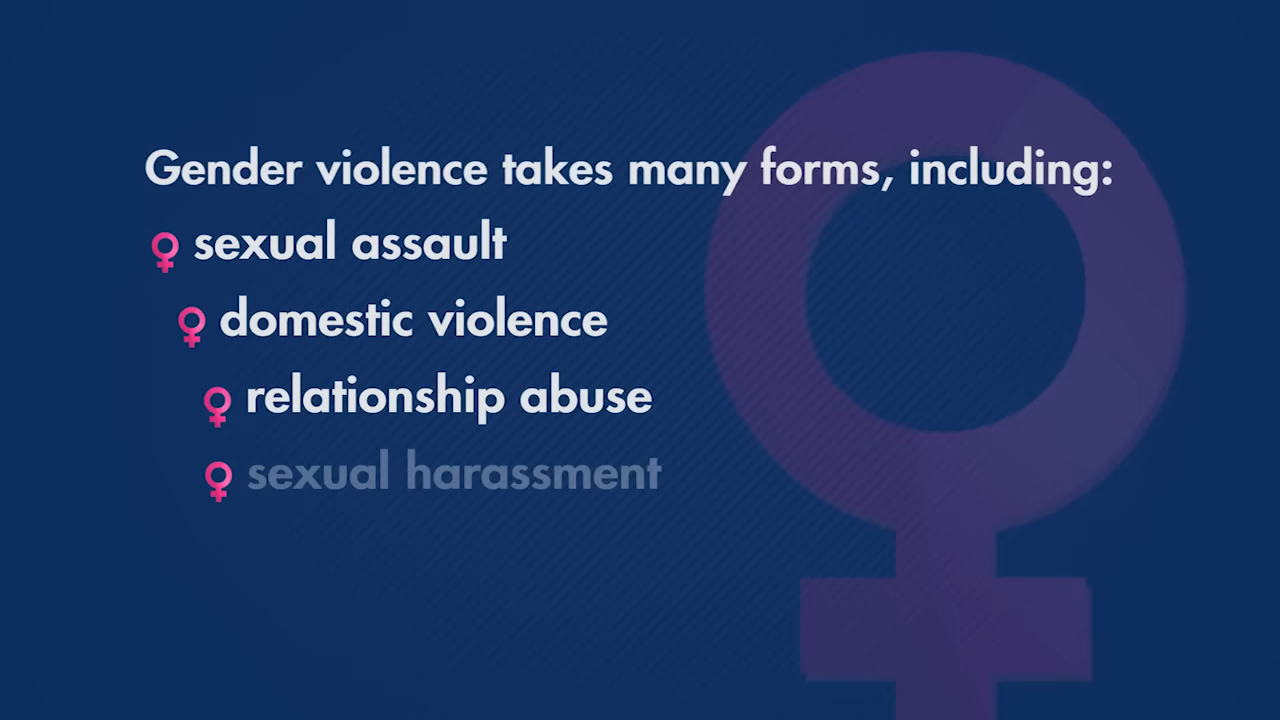 Gender violence takes many forms, including:
sexual assault
domestic violence
relationship abuse
sexual harassment